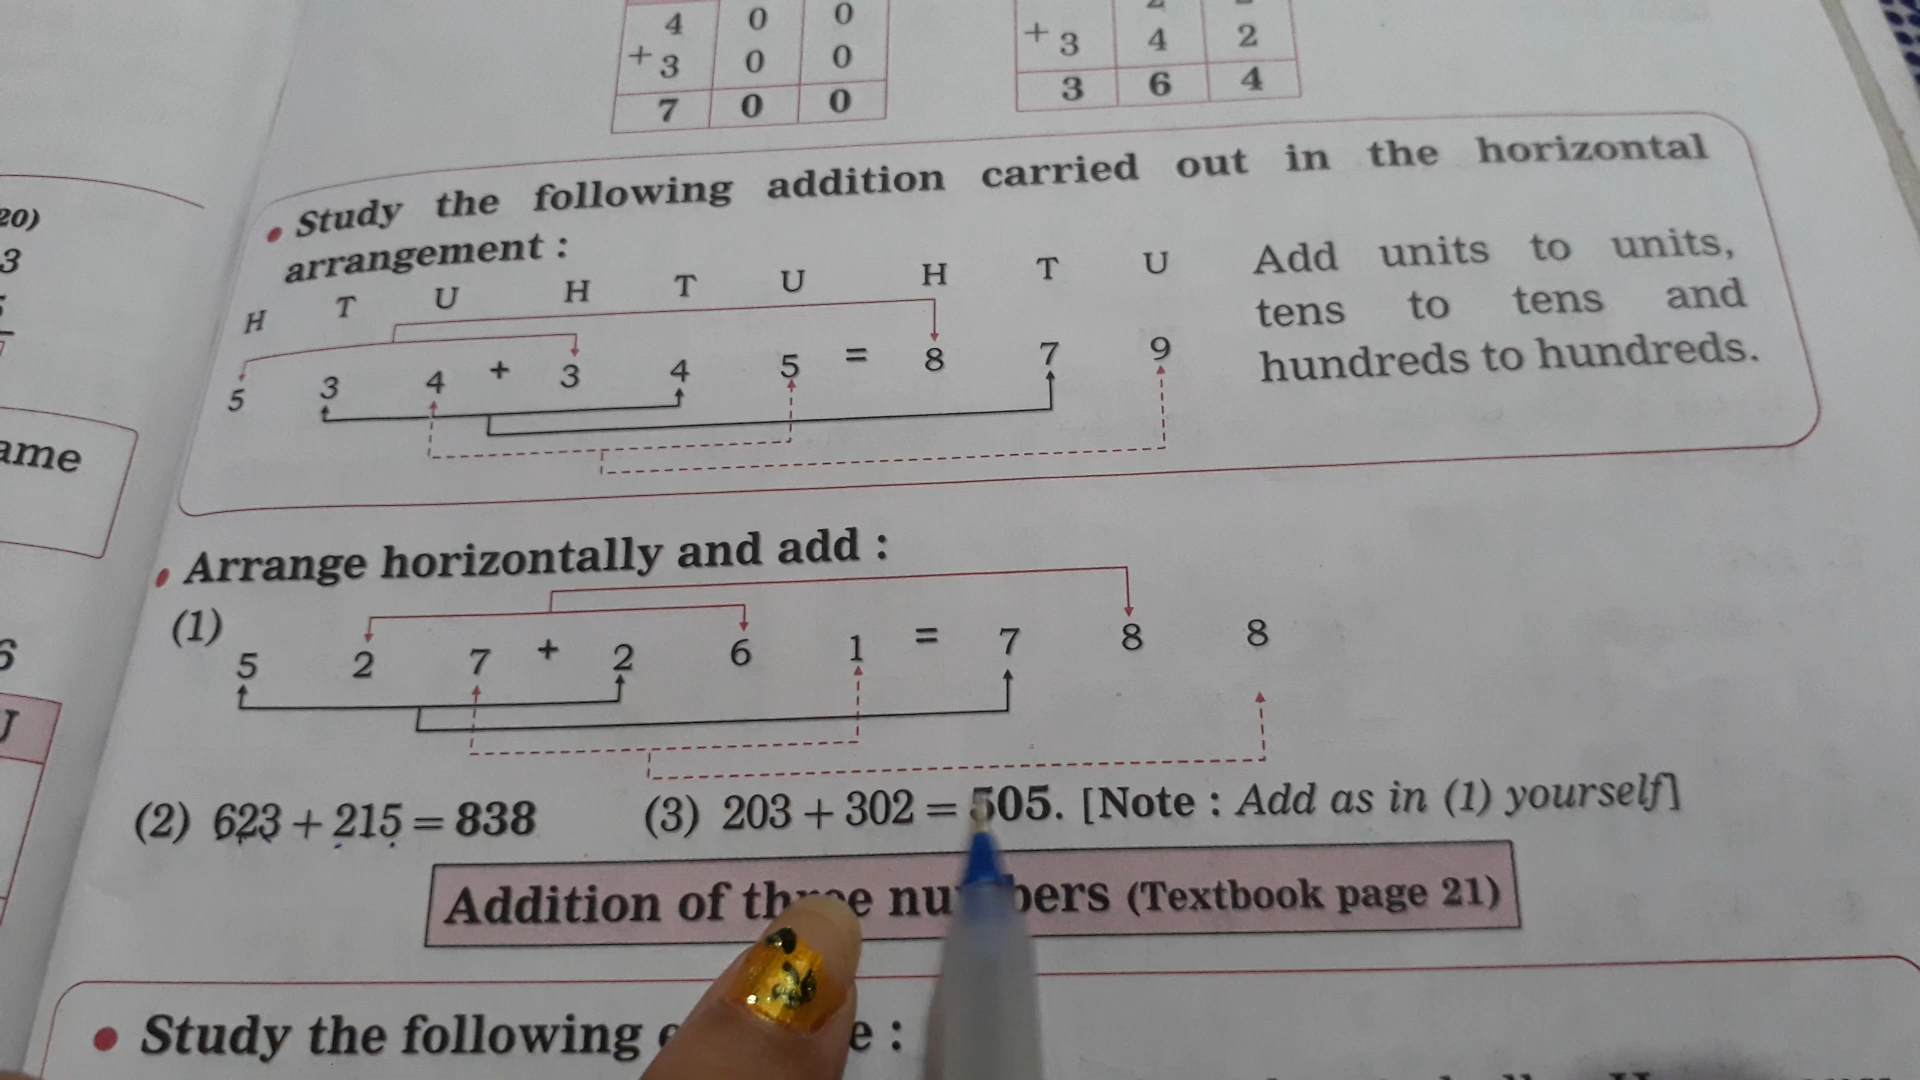 4 0 0
+ 3 0 0
7 0 0
+ 3 4 2
3 6 4
20)
3
ame
• Study the following addition carried out in the horizontal
arrangement :
H T U H T U H T U
5 3 4 + 3 4 5 = 8 7 9
Add units to units,
tens to tens and
hundreds to hundreds.
• Arrange horizontally and add :
(1) 5 2 7 + 2 6 1 = 7 8 8
(2) 623 + 215 = 838 (3) 203 + 302 = 505. [Note : Add as in (1) yourself]
Addition of three numbers (Textbook page 21)
• Study the following
e :